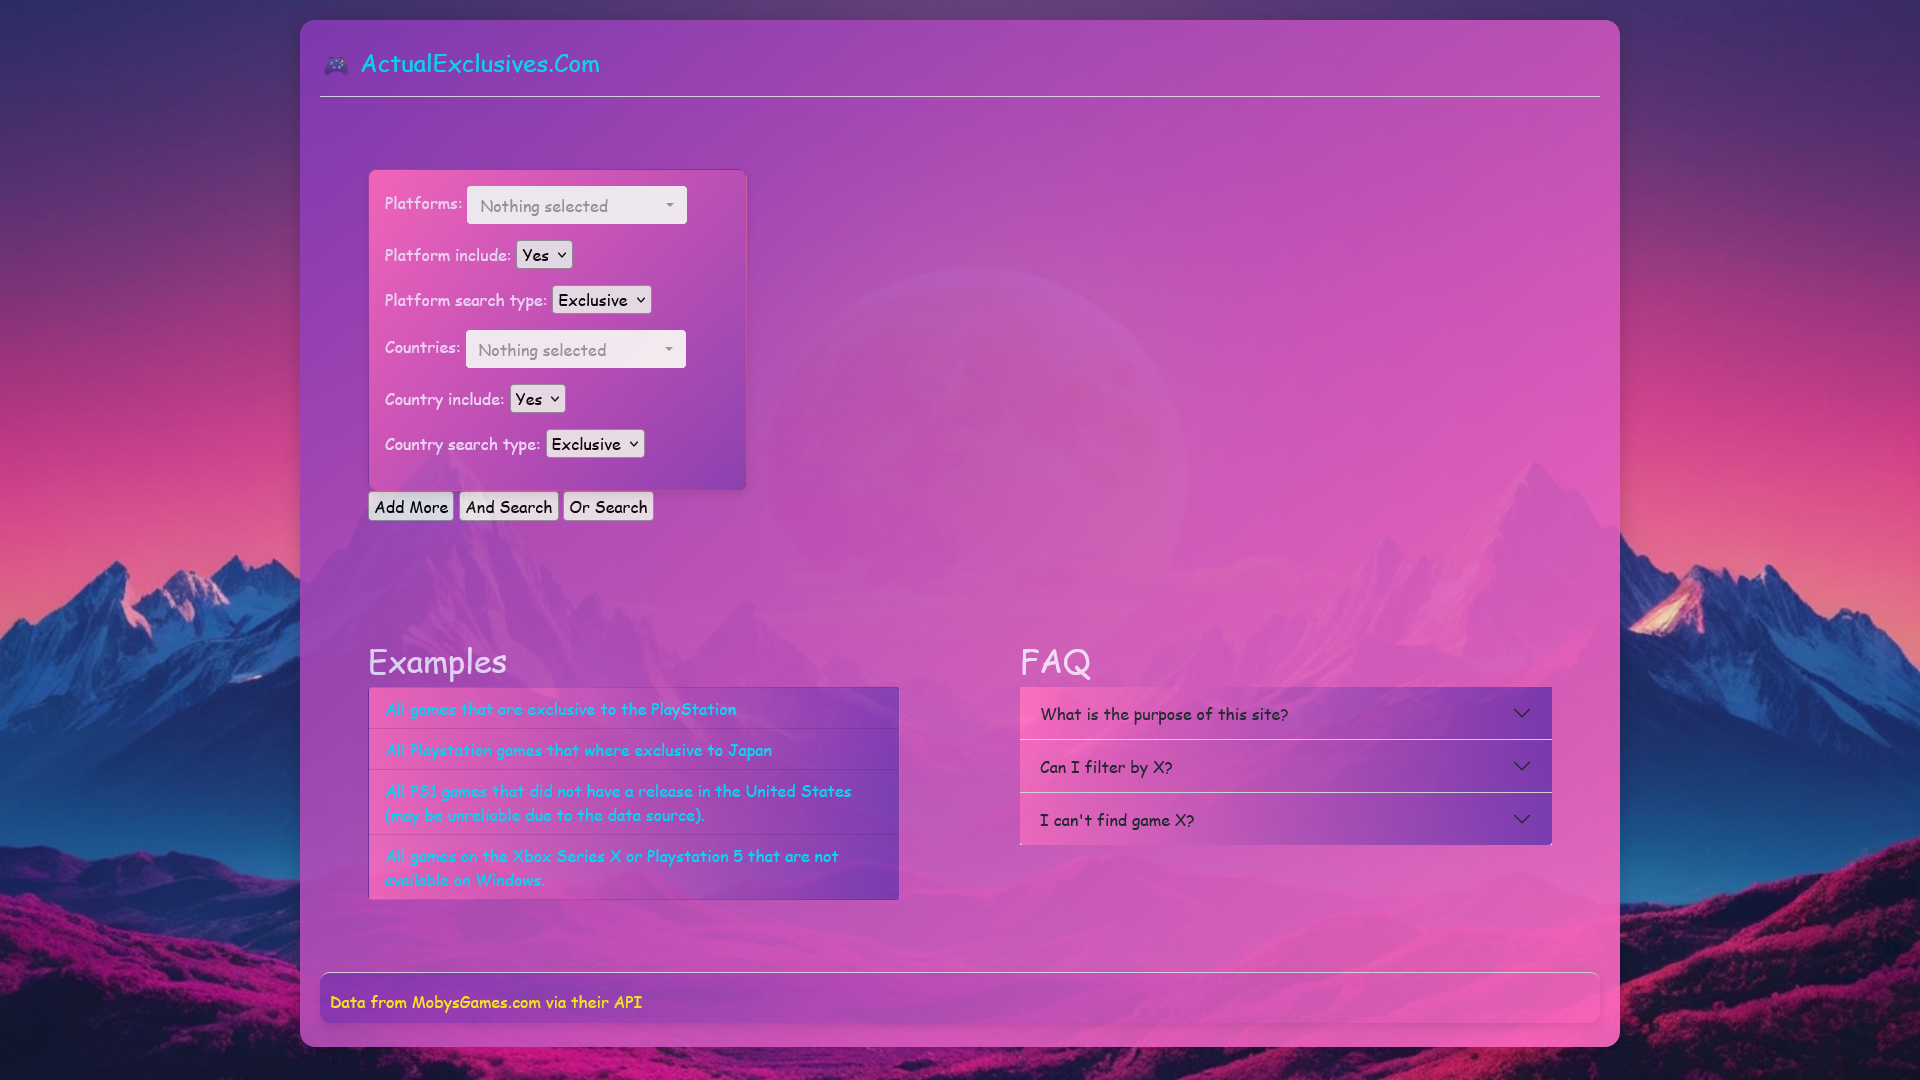 ActualExclusives.Com
Platforms: Nothing selected
Platform include: Yes
Platform search type: Exclusive
Countries: Nothing selected
Country include: Yes
Country search type: Exclusive
Add More And Search Or Search
Examples
All games that are exclusive to the PlayStation
All Playstation games that where exclusive to Japan
All PS1 games that did not have a release in the United States
(may be unreliable due to the data source).
All games on the Xbox Series X or Playstation 5 that are not
available on Windows.
FAQ
What is the purpose of this site?
Can I filter by X?
I can't find game X?
Data from MobysGames.com via their API